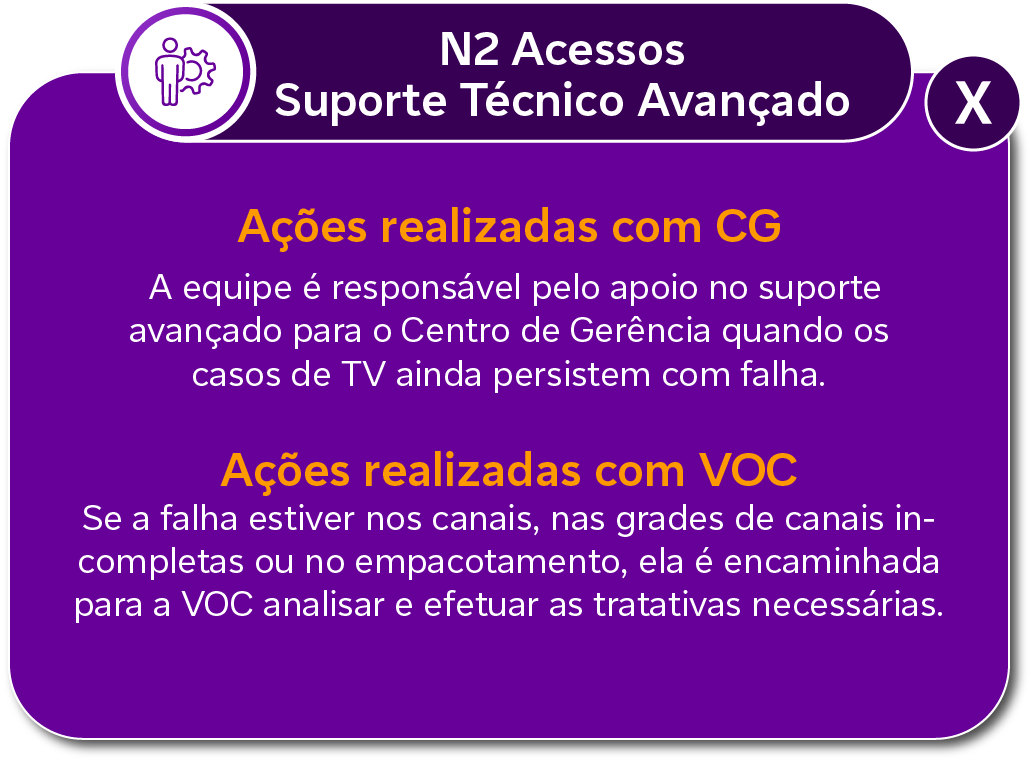 N2 Acessos
Suporte Técnico Avançado
X
Ações realizadas com CG
A equipe é responsável pelo apoio no suporte
avançado para o Centro de Gerência quando os
casos de TV ainda persistem com falha.
Ações realizadas com VOC
Se a falha estiver nos canais, nas grades de canais in-
completas ou no empacotamento, ela é encaminhada
para a VOC analisar e efetuar as tratativas necessárias.